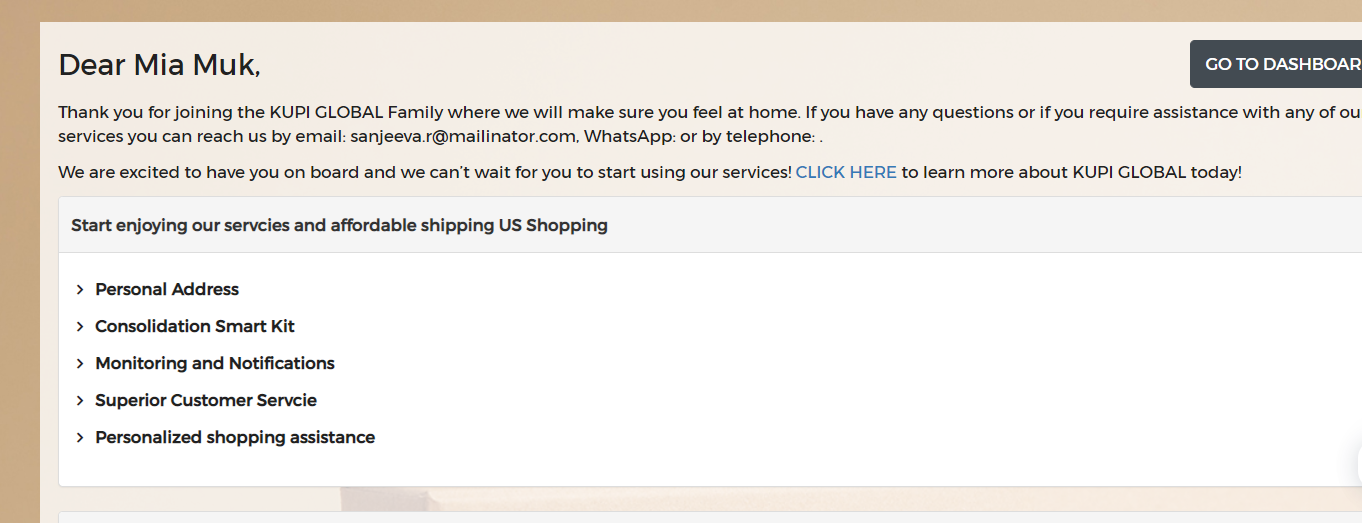 Dear Mia Muk,
GO TO DASHBOAR
Thank you for joining the KUPI GLOBAL Family where we will make sure you feel at home. If you have any questions or if you require assistance with any of ou
services you can reach us by email: sanjeeva.r@mailinator.com, WhatsApp: or by telephone: .
We are excited to have you on board and we can’t wait for you to start using our services! CLICK HERE to learn more about KUPI GLOBAL today!
Start enjoying our servcies and affordable shipping US Shopping
Personal Address
Consolidation Smart Kit
Monitoring and Notifications
Superior Customer Servcie
Personalized shopping assistance